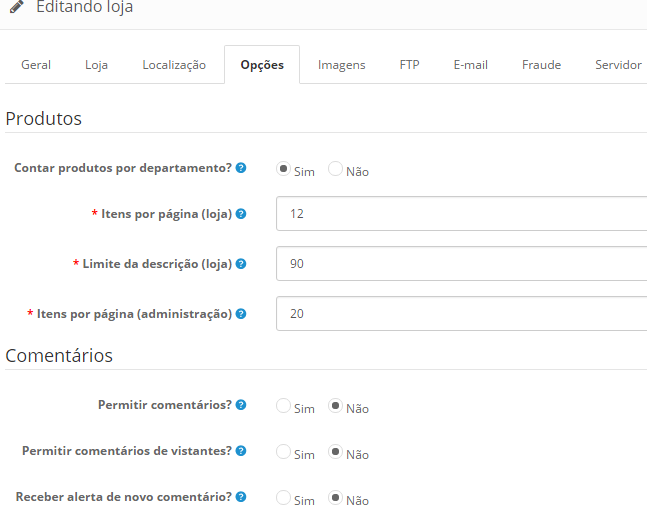 Editando loja
Geral Loja Localização Opções Imagens FTP E-mail Fraude Servidor
Produtos
Contar produtos por departamento? ? Sim Não
* Itens por página (loja) ? 12
* Limite da descrição (loja) ? 90
* Itens por página (administração) ? 20
Comentários
Permitir comentários? ? Sim Não
Permitir comentários de vistantes? ? Sim Não
Receber alerta de novo comentário? ? Sim Não